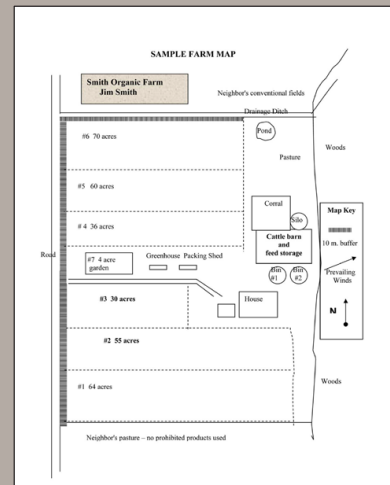 SAMPLE FARM MAP
Smith Organic Farm
Jim Smith
Neighbor's conventional fields
Drainage Ditch
Pond
#6 70 acres
Woods
Pasture
#5 60 acres
Corral
# 4 36 acres
Silo
Map Key
10 m. buffer
Prevailing
Winds
N
Cattle barn
and
feed storage
Road
Greenhouse Packing Shed
#7 4 acre
garden
Bin
#1
Bin
#2
#3 30 acres
House
#2 55 acres
#1 64 acres
Woods
Neighbor's pasture – no prohibited products used